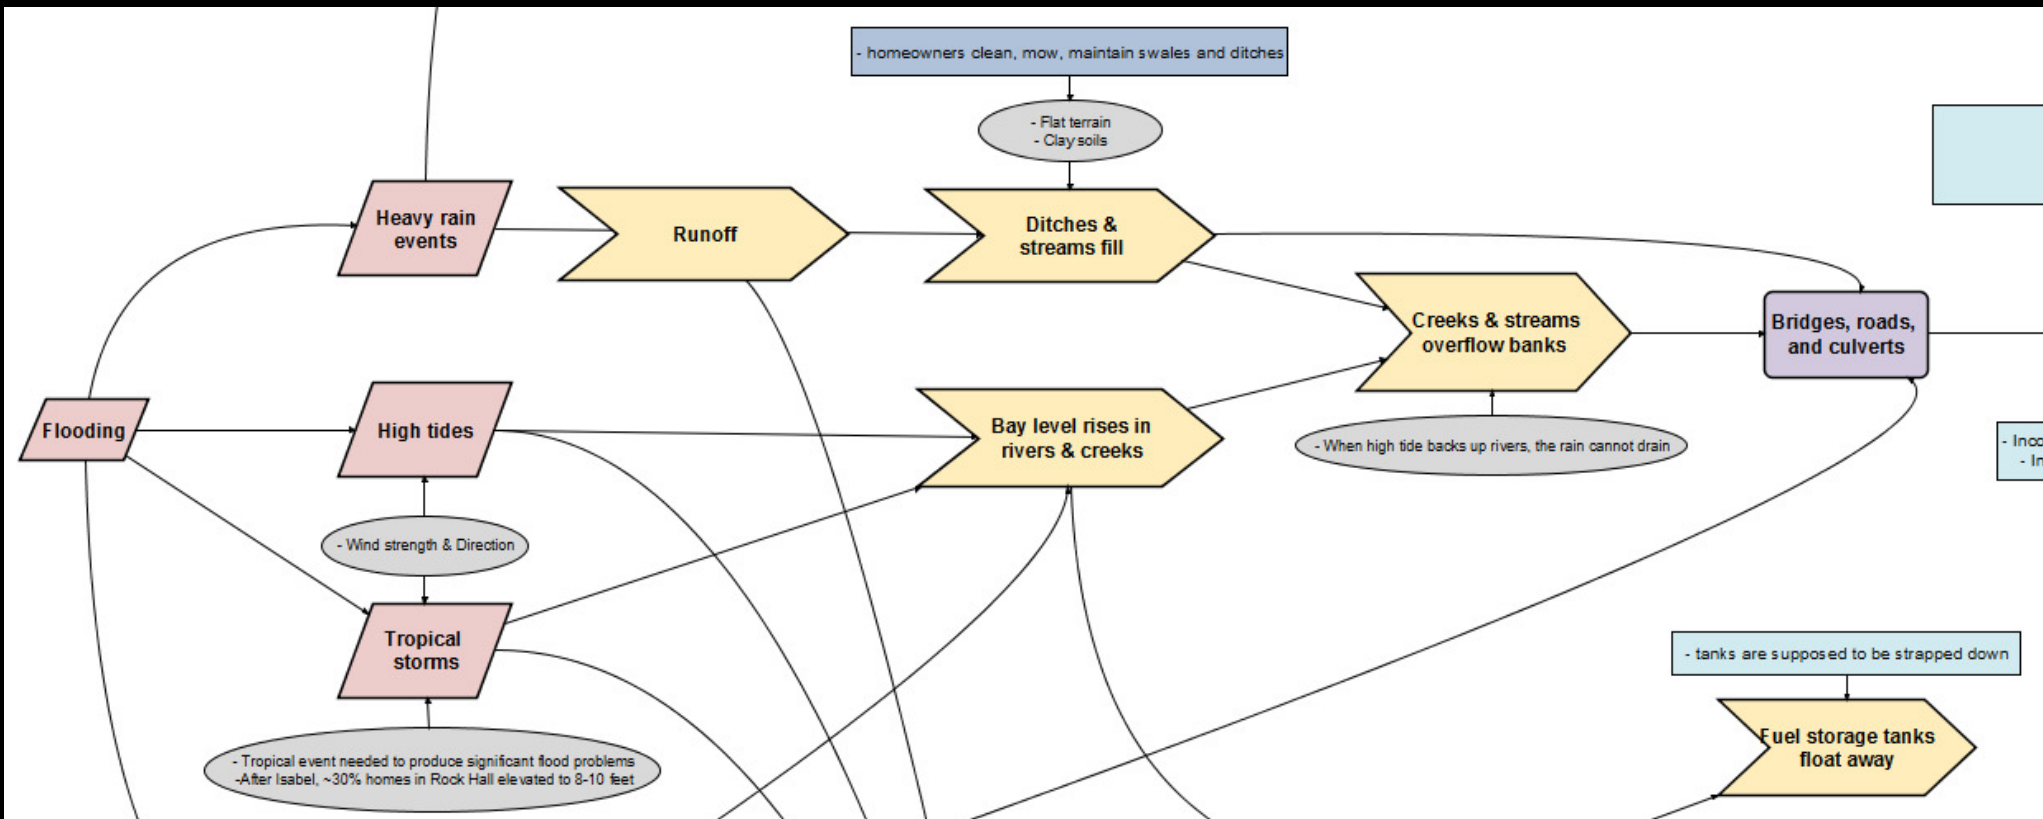 - homeowners clean, mow, maintain swales and ditches
- Flat terrain
- Clay soils
Heavy rain
events
Runoff
Ditches &
streams fill
Creeks & streams
overflow banks
Bridges, roads,
and culverts
Flooding
High tides
Bay level rises in
rivers & creeks
- When high tide backs up rivers, the rain cannot drain
- Wind strength & Direction
Tropical
storms
- tanks are supposed to be strapped down
Fuel storage tanks
float away
- Tropical event needed to produce significant flood problems
-After Isabel, ~30% homes in Rock Hall elevated to 8-10 feet